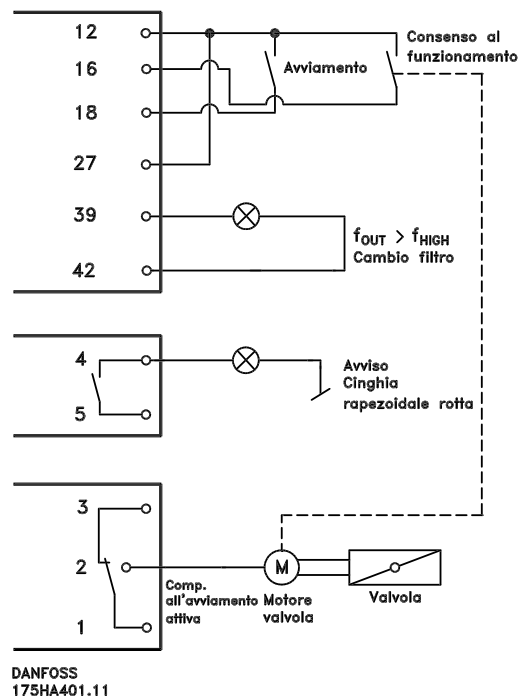 12
Consenso al
funzionamento
16
Avviamento
18
27
39
fOUT > fHIGH
Cambio filtro
42
4
Avviso
Cinghia
rapezoidale rotta
5
3
2
M
Comp.
all'avviamento
attiva
Motore
valvola
Valvola
1
DANFOSS
175HA401.11